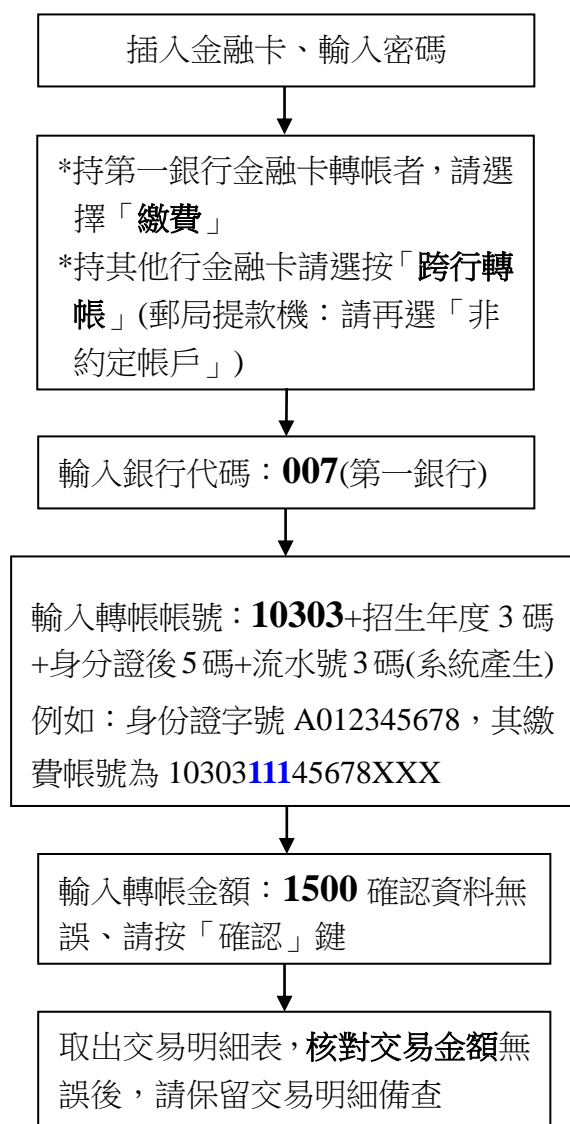 插入金融卡、輸入密碼
*持第一銀行金融卡轉帳者，請選
擇「繳費」
*持其他行金融卡請選按「跨行轉
帳」(郵局提款機：請再選「非
約定帳戶」)
輸入銀行代碼：007(第一銀行)
輸入轉帳帳號：10303+招生年度 3 碼
+身分證後 5 碼+流水號 3 碼(系統產生)
例如：身份證字號 A012345678，其繳
費帳號為 1030311145678XXX
輸入轉帳金額：1500 確認資料無
誤、請按「確認」鍵
取出交易明細表，核對交易金額無
誤後，請保留交易明細備查